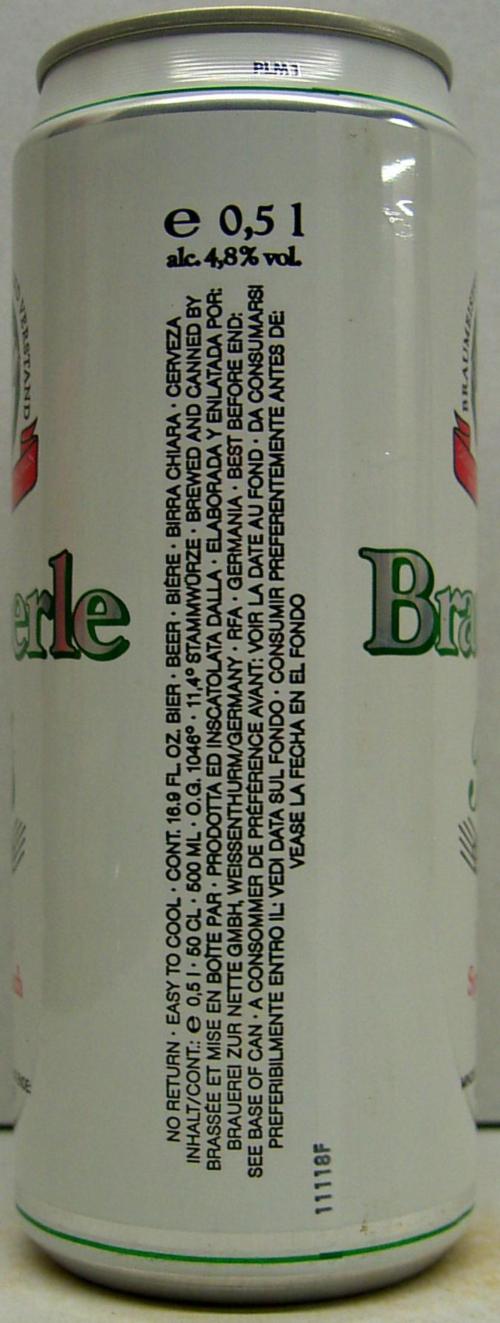 PLM3
e 0,5 l
alc. 4,8% vol.
NO RETURN · EASY TO COOL · CONT. 16.9 FL. OZ. BIER · BEER · BIÈRE · BIRRA CHIARA · CERVEZA
INHALT/CONT.: e 0,5 l · 50 CL · 500 ML · O.G. 1046° · 11,4° STAMMWÜRZE · BREWED AND CANNED BY
BRASSÉE ET MISE EN BOÎTE PAR · PRODOTTA ED INSCATOLATA DALLA · ELABORADA Y ENLATADA POR:
BRAUEREI ZUR NETTE GMBH, WEISSENTHURM/GERMANY · RFA · GERMANIA · BEST BEFORE END:
SEE BASE OF CAN · A CONSOMMER DE PRÉFÉRENCE AVANT: VOIR LA DATE AU FOND · DA CONSUMARSI
PREFERIBILMENTE ENTRO IL: VEDI DATA SUL FONDO · CONSUMIR PREFERENTEMENTE ANTES DE:
VEASE LA FECHA EN EL FONDO
erle
Bra
11118F